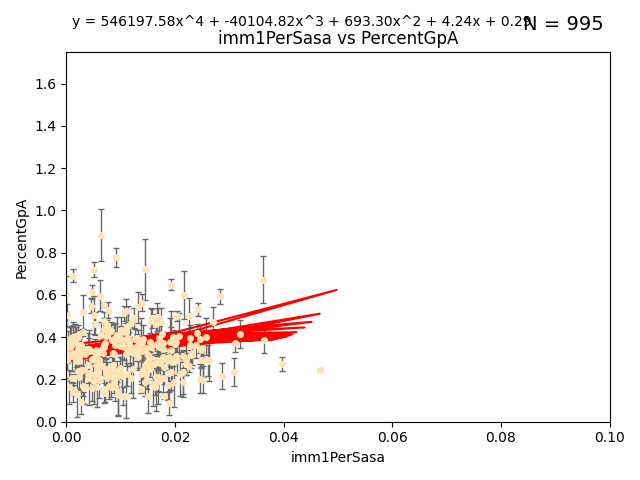 y = 546197.58x^4 + -40104.82x^3 + 693.30x^2 + 4.24x + 0.29
N = 995
imm1PerSasa vs PercentGpA
1.6
1.4
1.2
1.0
0.8
0.6
0.4
0.2
0.0
PercentGpA
0.00 0.02 0.04 0.06 0.08 0.10
imm1PerSasa